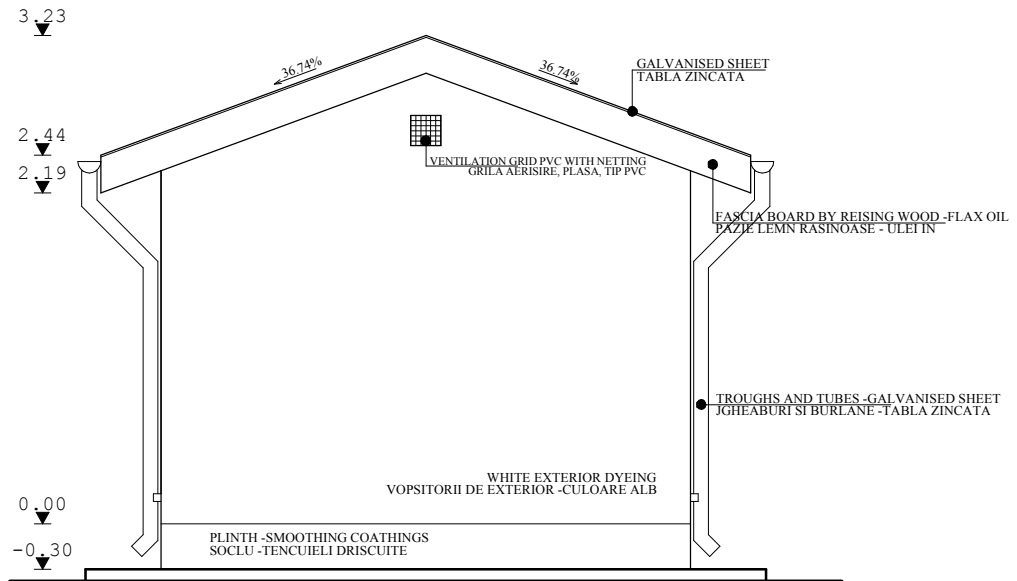 3.23
36.74%
36.74%
GALVANISED SHEET
TABLA ZINCATA
2.44
2.19
VENTILATION GRID PVC WITH NETTING
GRILA AERISIRE, PLASA, TIP PVC
FASCIA BOARD BY REISING WOOD -FLAX OIL
PAZIE LEMN RASINOASE - ULEI IN
TROUGHS AND TUBES -GALVANISED SHEET
JGHEABURI SI BURLANE -TABLA ZINCATA
WHITE EXTERIOR DYEING
VOPSITORII DE EXTERIOR -CULOARE ALB
0.00
PLINTH -SMOOTHING COATHINGS
SOCLU -TENCUIELI DRISCUITE
-0.30